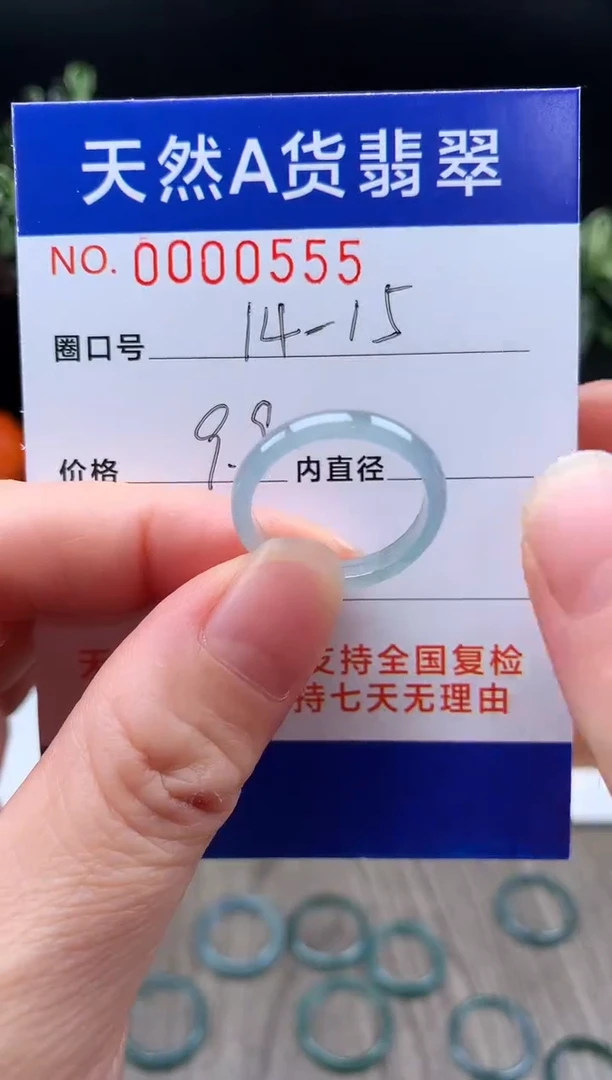 天然A货翡翠
NO. 0000555
圈口号 14-15
价格 9.9 内直径
支持全国复检
持七天无理由